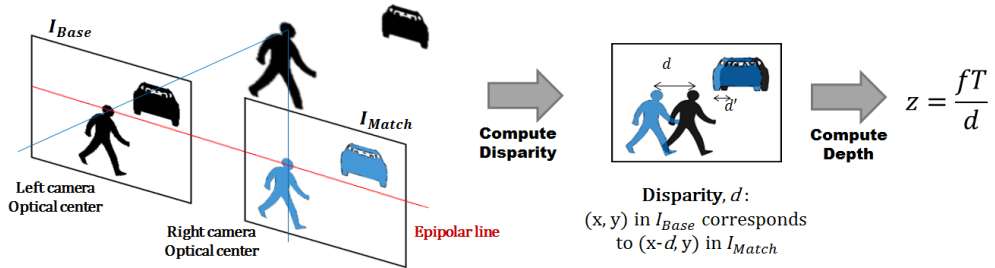 I_Base
I_Match
Left camera
Optical center
Right camera
Optical center
Epipolar line
Compute
Disparity
d
d'
Disparity, d :
(x, y) in I_Base corresponds
to (x-d, y) in I_Match
Compute
Depth
z = fT/d